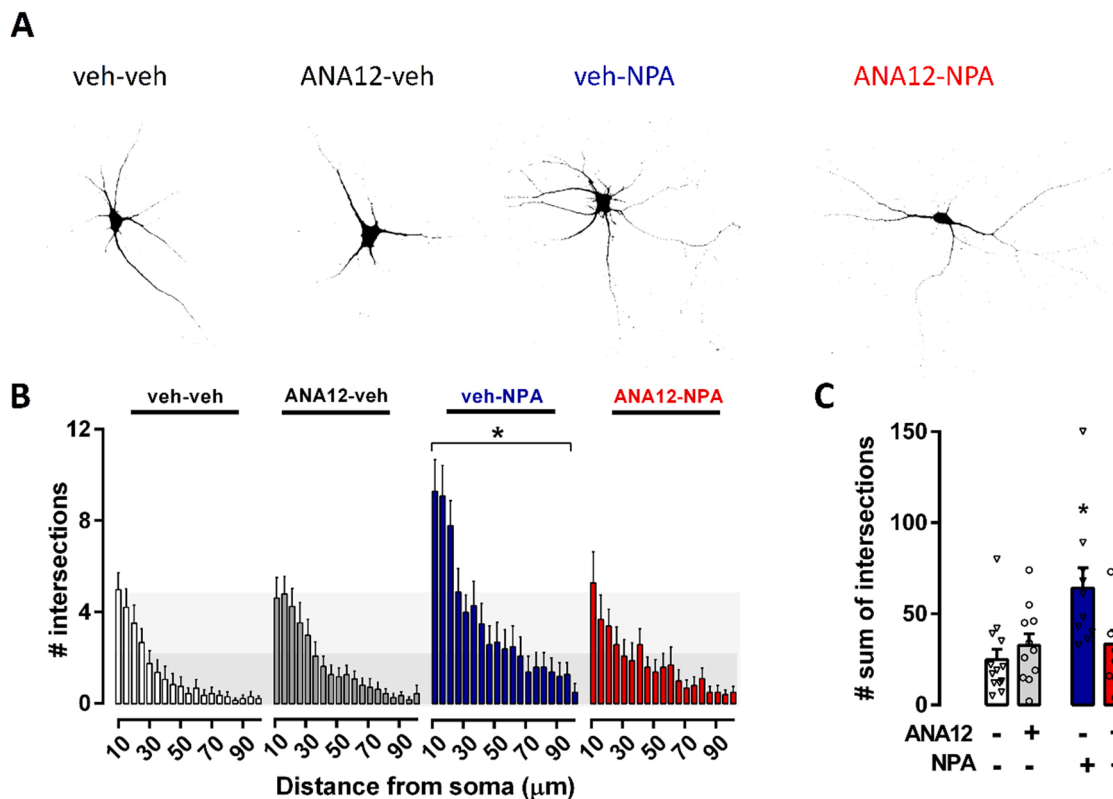 A
veh-veh ANA12-veh veh-NPA ANA12-NPA
B
veh-veh ANA12-veh veh-NPA ANA12-NPA
*
# intersections
12
8
4
0
10 30 50 70 90 10 30 50 70 90 10 30 50 70 90 10 30 50 70 90
Distance from soma (μm)
C
# sum of intersections
150
100
50
0
*
ANA12 - + -
NPA - - +